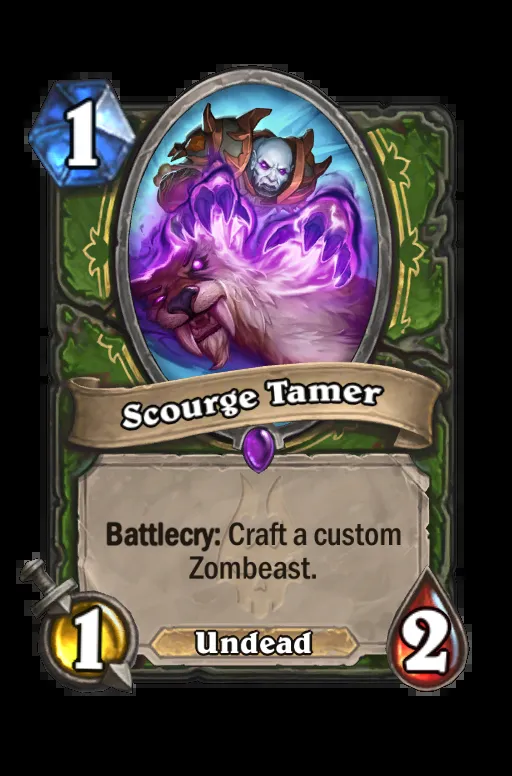 1
Scourge Tamer
Battlecry: Craft a custom
Zombeast.
1
Undead
2